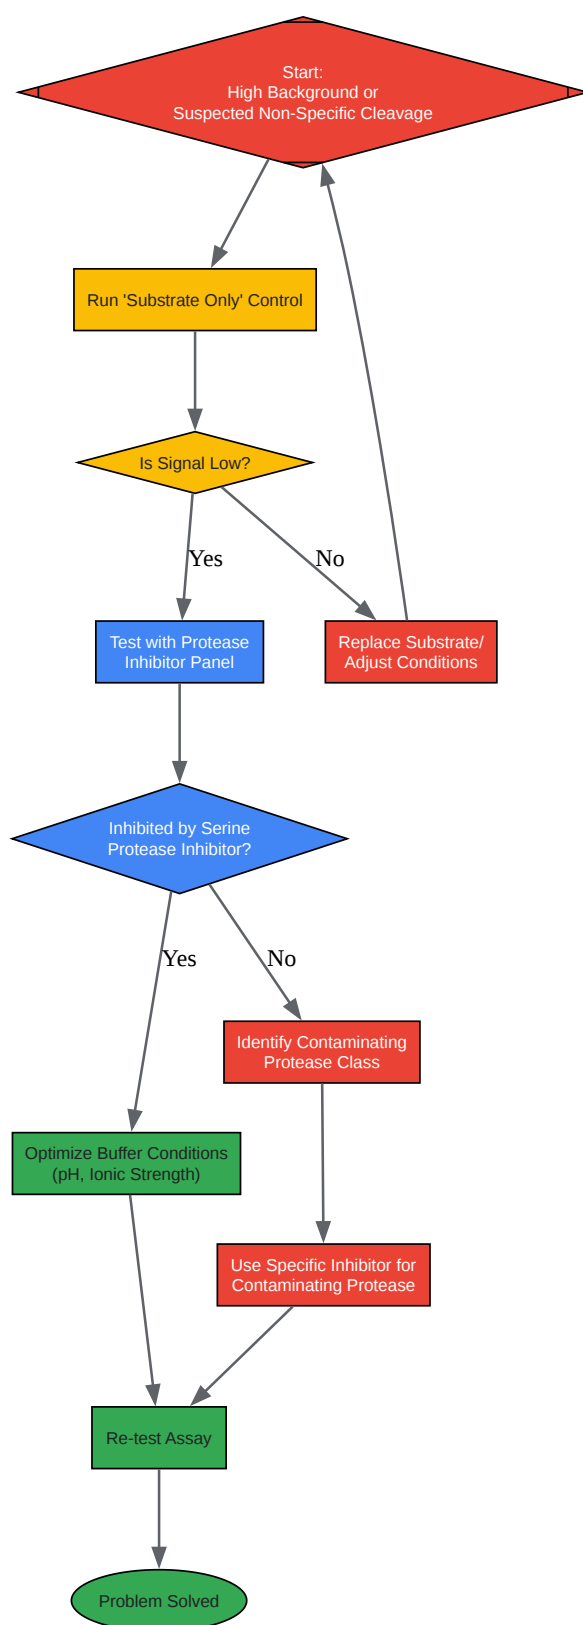 Start:
High Background or
Suspected Non-Specific Cleavage
Run 'Substrate Only' Control
Is Signal Low?
Yes
No
Test with Protease
Inhibitor Panel
Replace Substrate/
Adjust Conditions
Inhibited by Serine
Protease Inhibitor?
Yes
No
Identify Contaminating
Protease Class
Optimize Buffer Conditions
(pH, Ionic Strength)
Use Specific Inhibitor for
Contaminating Protease
Re-test Assay
Problem Solved